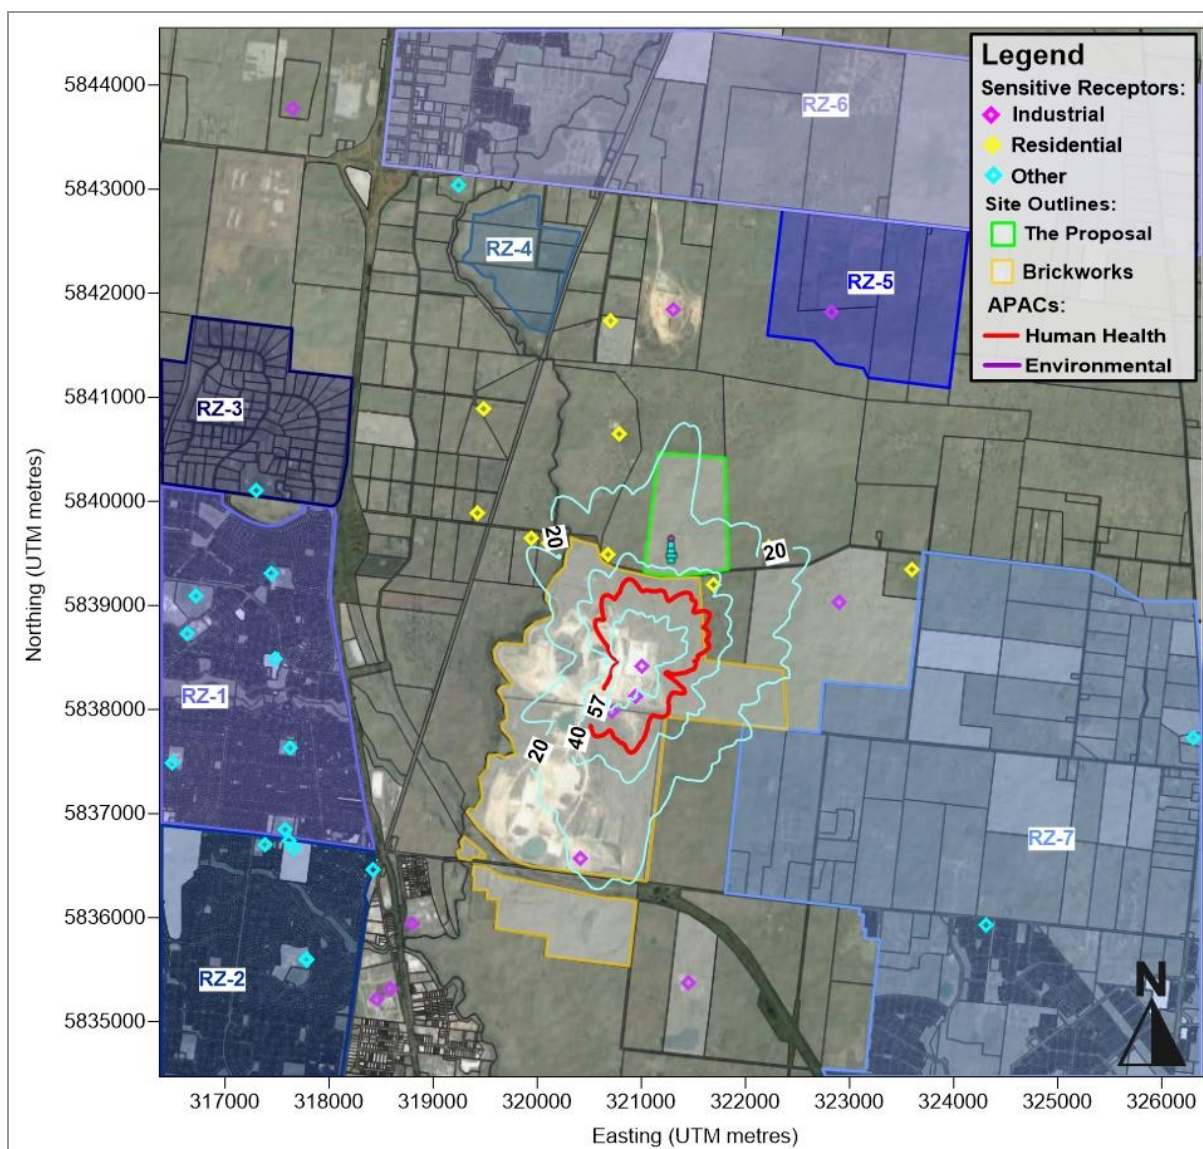 Legend
Sensitive Receptors:
Industrial
Residential
Other
Site Outlines:
The Proposal
Brickworks
APACs:
Human Health
Environmental
RZ-6
RZ-4
RZ-5
RZ-3
RZ-1
RZ-7
RZ-2
20
20
57
40
20
N
Northing (UTM metres)
5844000
5843000
5842000
5841000
5840000
5839000
5838000
5837000
5836000
5835000
317000 318000 319000 320000 321000 322000 323000 324000 325000 326000
Easting (UTM metres)